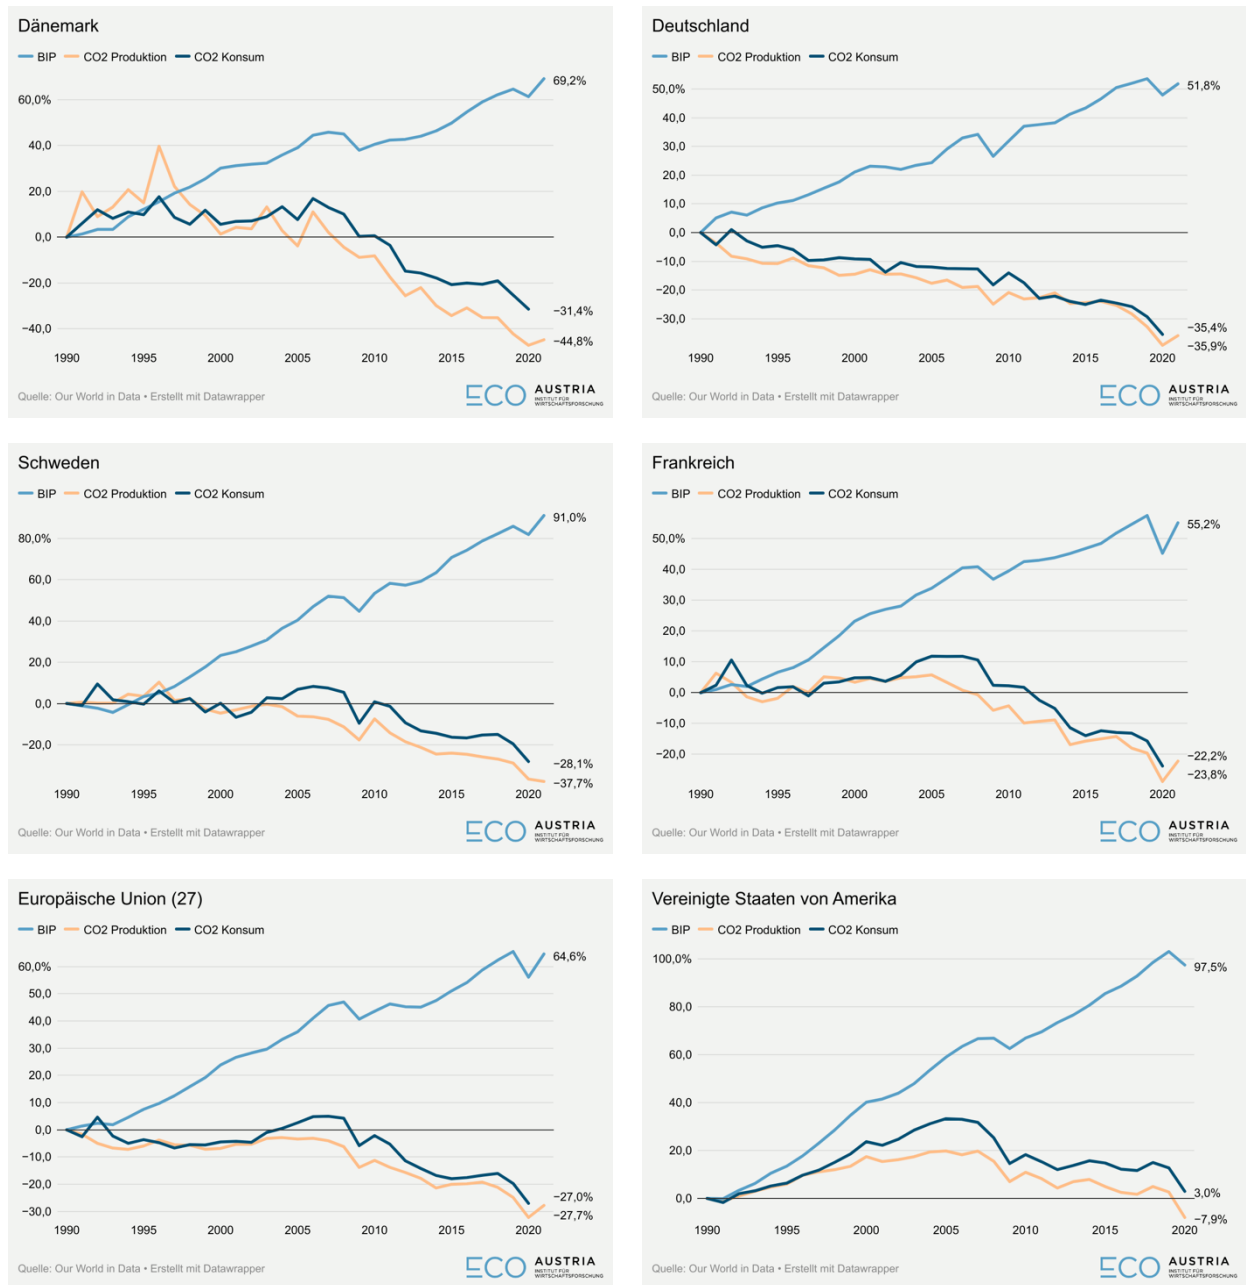 Dänemark
BIP CO2 Produktion CO2 Konsum
69,2%
60,0%
40,0
20,0
0,0
−20,0
−31,4%
−40,0
−44,8%
1990 1995 2000 2005 2010 2015 2020
Quelle: Our World in Data • Erstellt mit Datawrapper
ECO AUSTRIA
INSTITUT FÜR
WIRTSCHAFTSFORSCHUNG
Deutschland
BIP CO2 Produktion CO2 Konsum
50,0%
51,8%
40,0
30,0
20,0
10,0
0,0
−10,0
−20,0
−30,0
−35,4%
−35,9%
1990 1995 2000 2005 2010 2015 2020
Quelle: Our World in Data • Erstellt mit Datawrapper
ECO AUSTRIA
INSTITUT FÜR
WIRTSCHAFTSFORSCHUNG
Schweden
BIP CO2 Produktion CO2 Konsum
91,0%
80,0%
60,0
40,0
20,0
0,0
−20,0
−28,1%
−37,7%
1990 1995 2000 2005 2010 2015 2020
Quelle: Our World in Data • Erstellt mit Datawrapper
ECO AUSTRIA
INSTITUT FÜR
WIRTSCHAFTSFORSCHUNG
Frankreich
BIP CO2 Produktion CO2 Konsum
55,2%
50,0%
40,0
30,0
20,0
10,0
0,0
−10,0
−20,0
−22,2%
−23,8%
1990 1995 2000 2005 2010 2015 2020
Quelle: Our World in Data • Erstellt mit Datawrapper
ECO AUSTRIA
INSTITUT FÜR
WIRTSCHAFTSFORSCHUNG
Europäische Union (27)
BIP CO2 Produktion CO2 Konsum
64,6%
60,0%
50,0
40,0
30,0
20,0
10,0
0,0
−10,0
−20,0
−27,0%
−30,0
−27,7%
1990 1995 2000 2005 2010 2015 2020
Quelle: Our World in Data • Erstellt mit Datawrapper
ECO AUSTRIA
INSTITUT FÜR
WIRTSCHAFTSFORSCHUNG
Vereinigte Staaten von Amerika
BIP CO2 Produktion CO2 Konsum
100,0%
97,5%
80,0
60,0
40,0
20,0
0,0
3,0%
−7,9%
1990 1995 2000 2005 2010 2015 2020
Quelle: Our World in Data • Erstellt mit Datawrapper
ECO AUSTRIA
INSTITUT FÜR
WIRTSCHAFTSFORSCHUNG